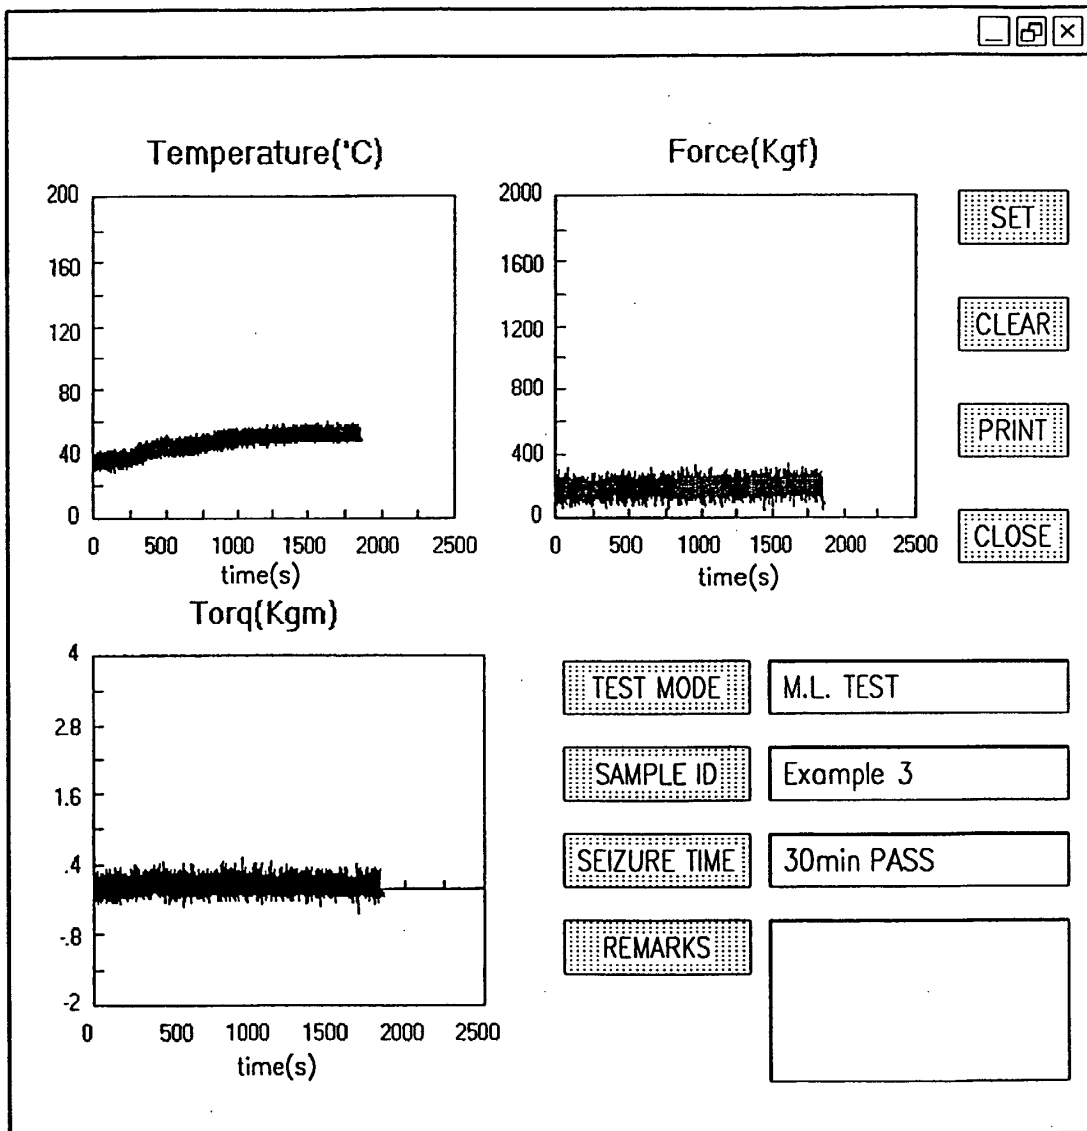 Temperature(°C)
200
160
120
80
40
0
0 500 1000 1500 2000 2500
time(s)
Force(Kgf)
2000
1600
1200
800
400
0
0 500 1000 1500 2000 2500
time(s)
SET
CLEAR
PRINT
CLOSE
Torq(Kgm)
4
2.8
1.6
.4
-.8
-2
0 500 1000 1500 2000 2500
time(s)
TEST MODE M.L. TEST
SAMPLE ID Example 3
SEIZURE TIME 30min PASS
REMARKS